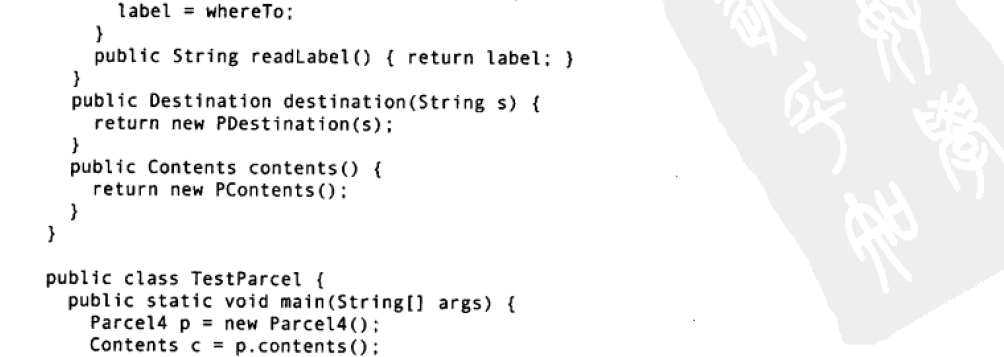 label = whereTo;
}
public String readLabel() { return label; }
}
public Destination destination(String s) {
return new PDestination(s);
}
public Contents contents() {
return new PContents();
}
}
public class TestParcel {
public static void main(String[] args) {
Parcel4 p = new Parcel4();
Contents c = p.contents();